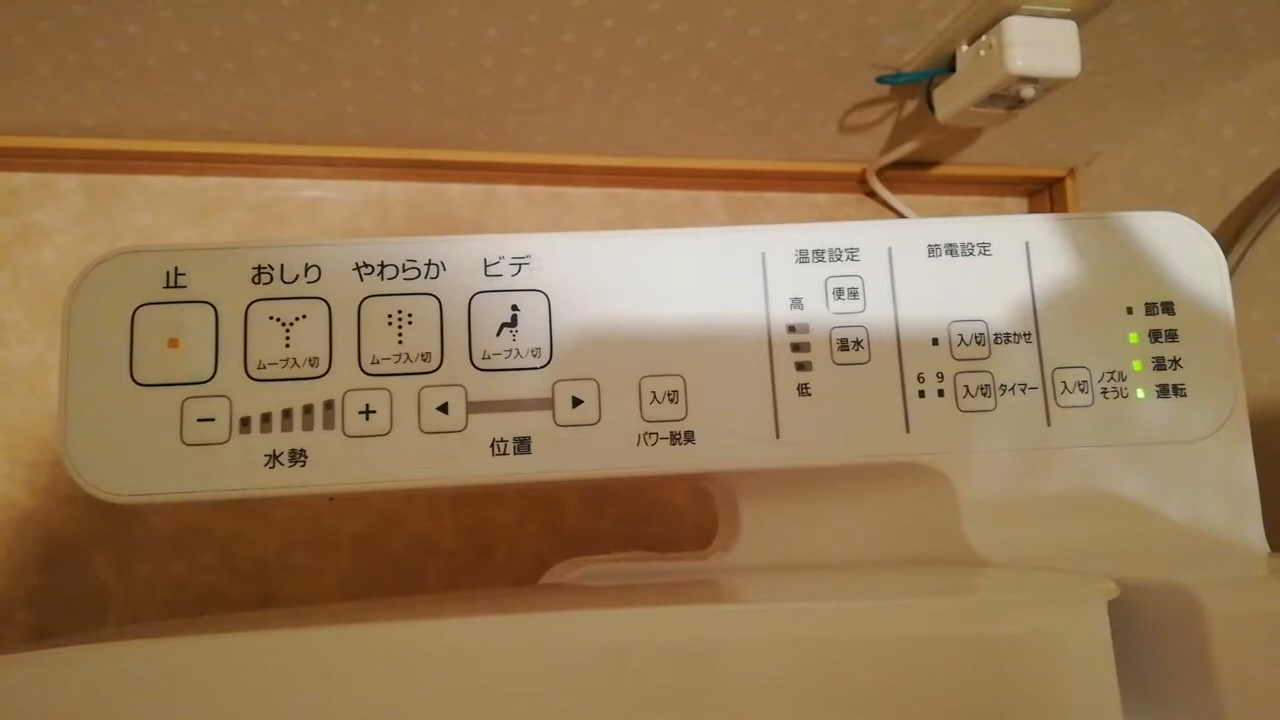 止
おしり
ムーブ入/切
やわらか
ムーブ入/切
ビデ
ムーブ入/切
−
+
水勢
◀
▶
位置
入/切
パワー脱臭
温度設定
高
低
便座
温水
節電設定
入/切 おまかせ
6 9
入/切 タイマー
入/切 ノズル
そうじ
節電
便座
温水
運転